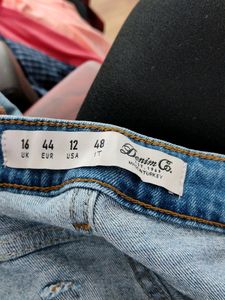 16 44 12 48
UK EUR USA IT
Denim Co.
MADE IN TURKEY